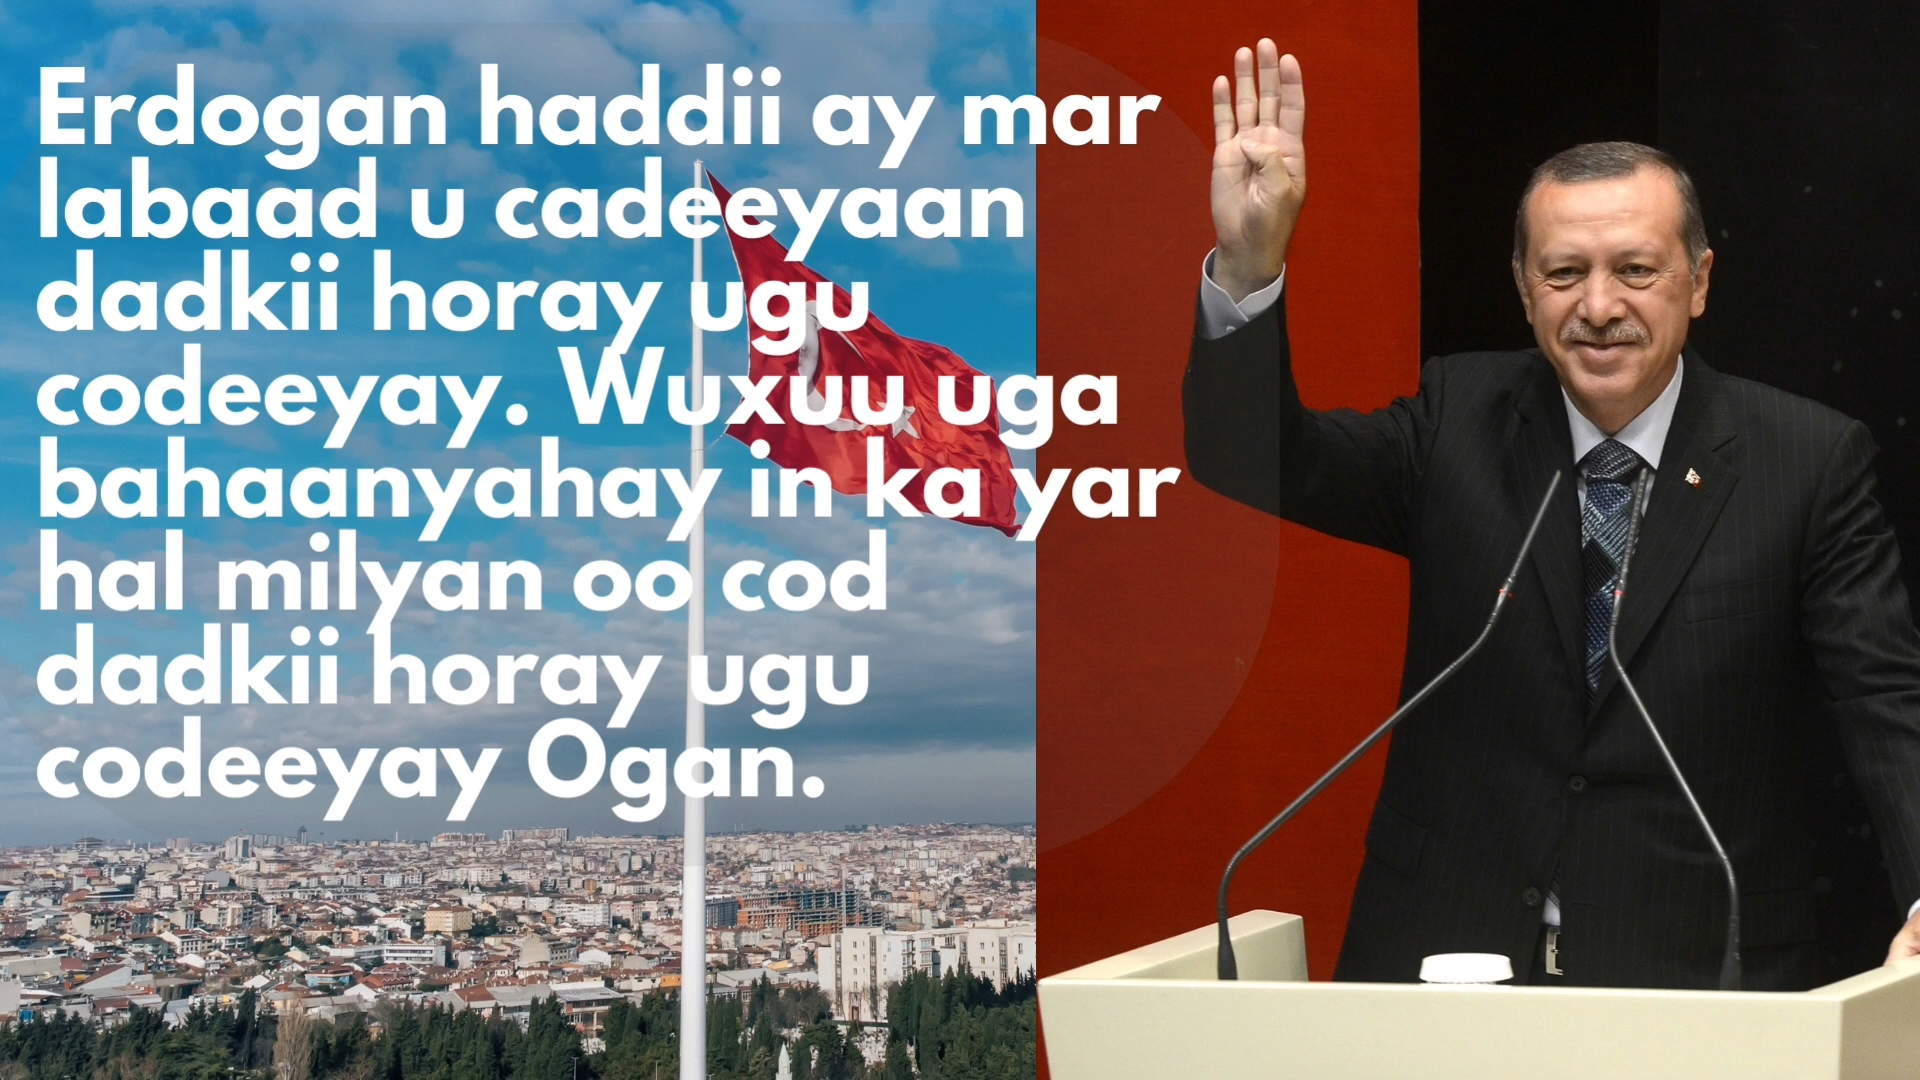 Erdogan haddii ay mar
labaad u cadeeyaan
dadkii horay ugu
codeeyay. Wuxuu uga
bahaanyahay in ka yar
hal milyan oo cod
dadkii horay ugu
codeeyay Ogan.